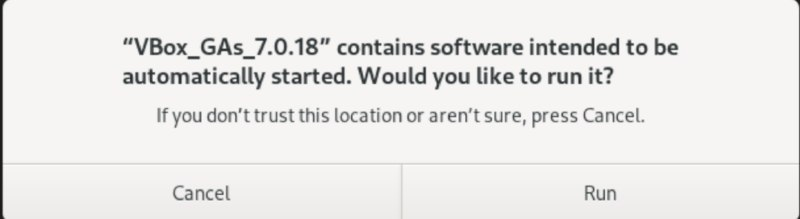 “VBox_GAs_7.0.18” contains software intended to be
automatically started. Would you like to run it?
If you don’t trust this location or aren’t sure, press Cancel.
Cancel
Run